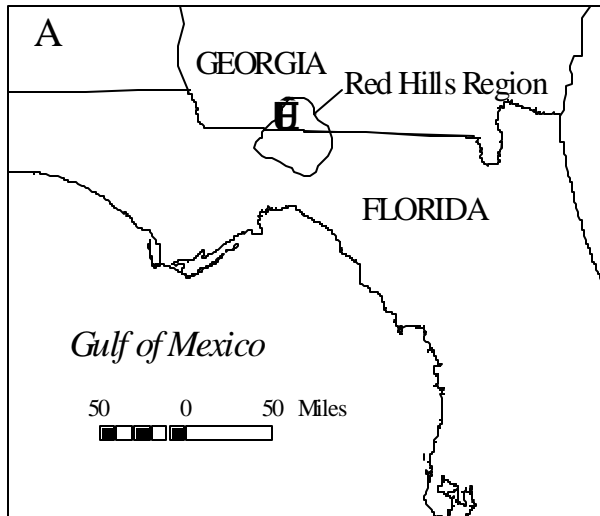 A
GEORGIA
Red Hills Region
FLORIDA
Gulf of Mexico
50 0 50 Miles